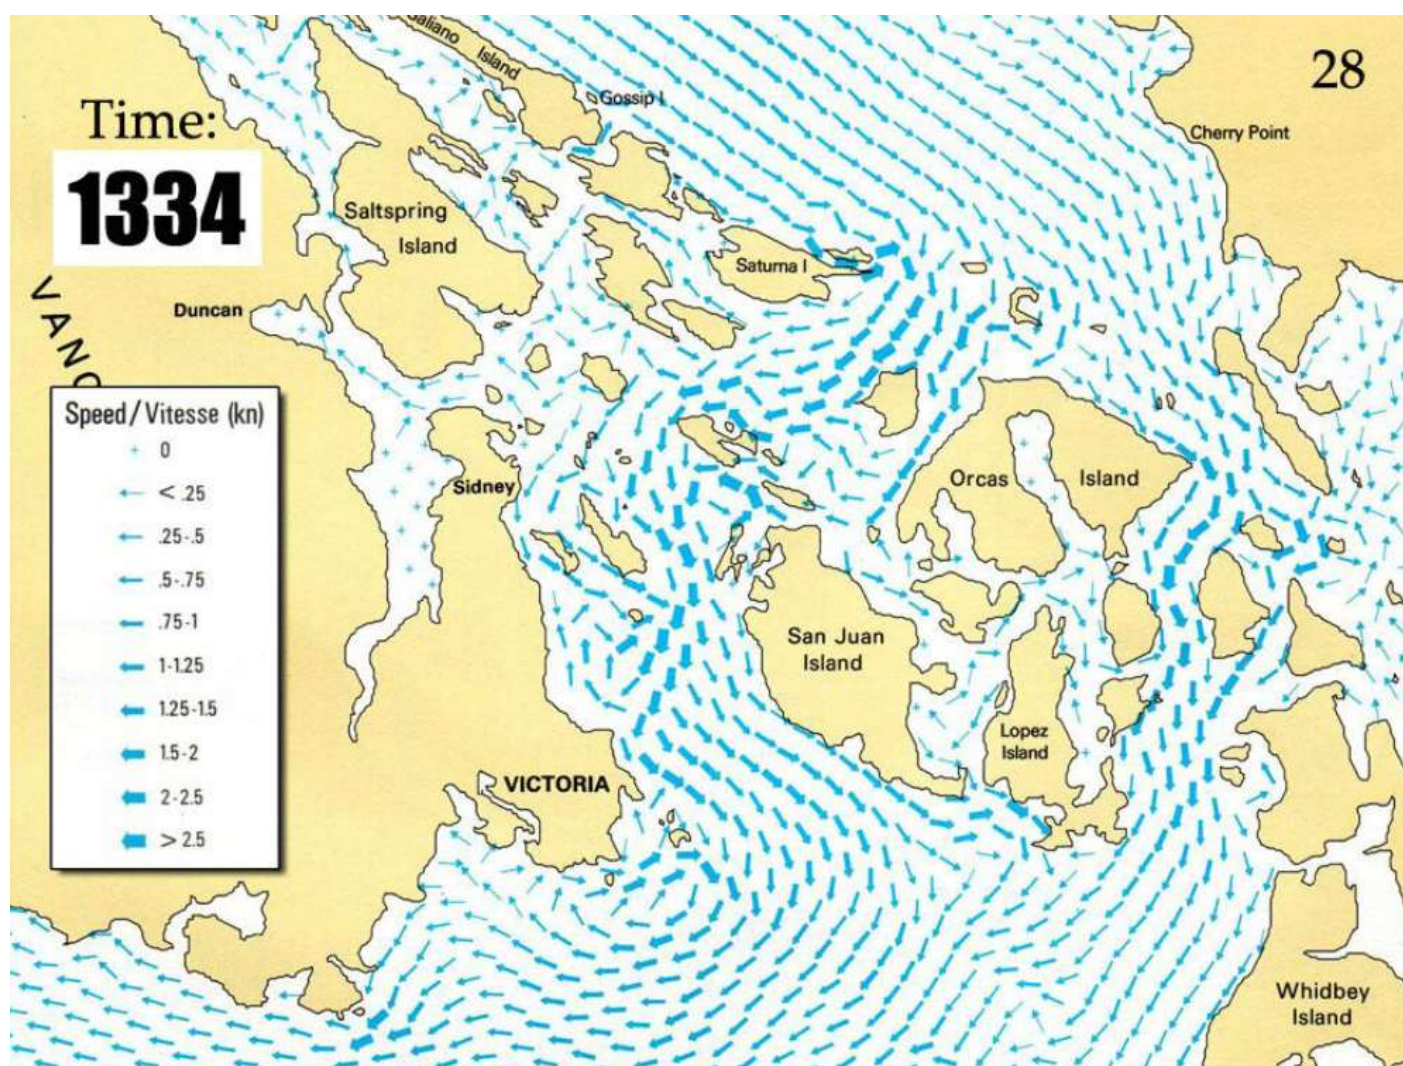 Galiano
Island
28
Gossip I
Time:
Cherry Point
1334
Saltspring
Island
Saturna I
Duncan
VANC
Speed/Vitesse (kn)
0
< .25
.25-.5
.5-.75
.75-1
1-1.25
1.25-1.5
1.5-2
2-2.5
> 2.5
Sidney
Orcas Island
San Juan
Island
Lopez
Island
VICTORIA
Whidbey
Island